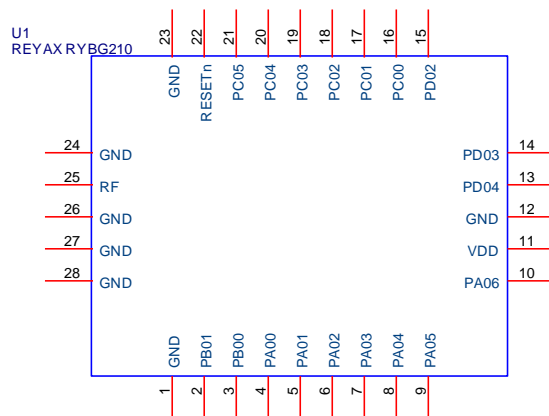 U1
REYAX RYBG210
23 22 21 20 19 18 17 16 15
GND RESETn PC05 PC04 PC03 PC02 PC01 PC00 PD02
24 GND
25 RF
26 GND
27 GND
28 GND
PD03 14
PD04 13
GND 12
VDD 11
PA06 10
GND PB01 PB00 PA00 PA01 PA02 PA03 PA04 PA05
1 2 3 4 5 6 7 8 9